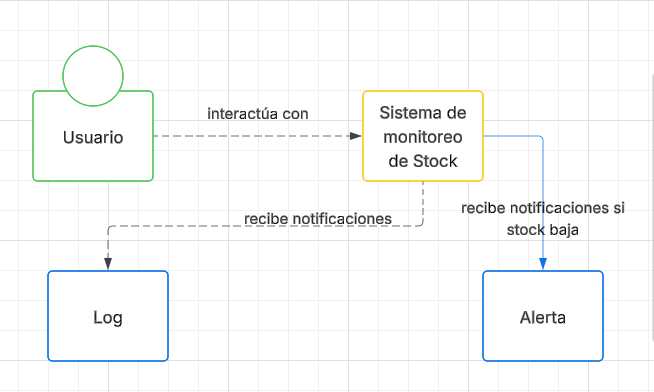 interactúa con
Usuario
Sistema de
monitoreo
de Stock
recibe notificaciones
recibe notificaciones si
stock baja
Log
Alerta